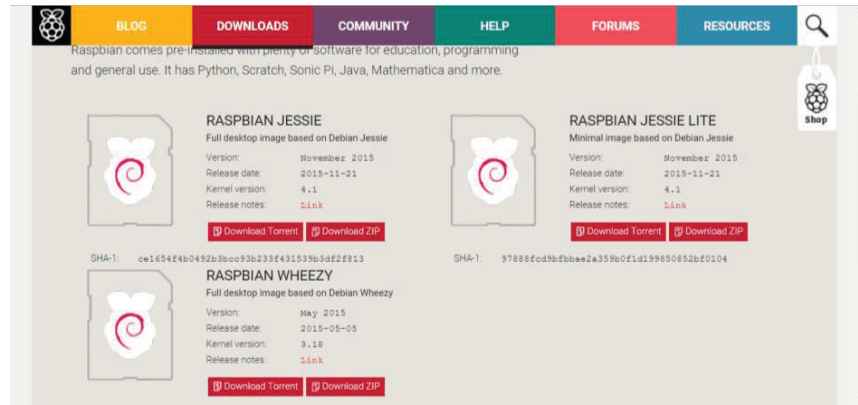 BLOG DOWNLOADS COMMUNITY HELP FORUMS RESOURCES
Raspbian comes pre-installed with plenty of software for education, programming
and general use. It has Python, Scratch, Sonic Pi, Java, Mathematica and more.
Shop
RASPBIAN JESSIE
Full desktop image based on Debian Jessie
Version: November 2015
Release date: 2015-11-21
Kernel version: 4.1
Release notes: Link
Download Torrent Download ZIP
SHA-1: ce1654f4b0492b3bcc93b233f431539b3df2f813
RASPBIAN JESSIE LITE
Minimal image based on Debian Jessie
Version: November 2015
Release date: 2015-11-21
Kernel version: 4.1
Release notes: Link
Download Torrent Download ZIP
SHA-1: 97888fcd9bfbbae2a359b0f1d199850852bf0104
RASPBIAN WHEEZY
Full desktop image based on Debian Wheezy
Version: May 2015
Release date: 2015-05-05
Kernel version: 3.18
Release notes: Link
Download Torrent Download ZIP